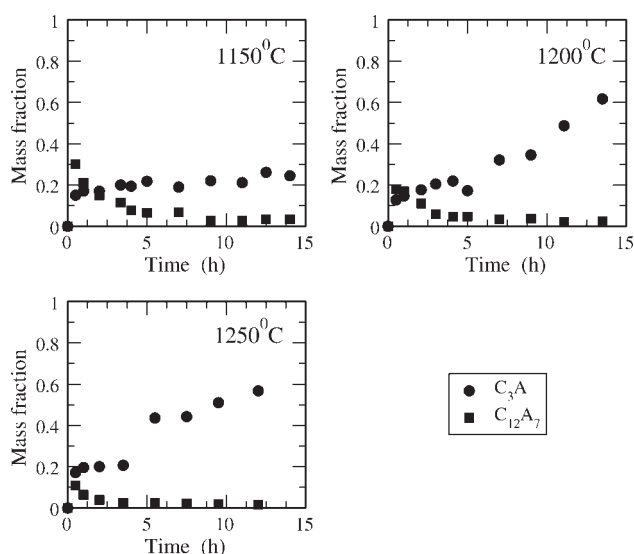 1
0.8
0.6
0.4
0.2
0
Mass fraction
1150⁰C
0 5 10 15
Time (h)
1
0.8
0.6
0.4
0.2
0
Mass fraction
1200⁰C
0 5 10 15
Time (h)
1
0.8
0.6
0.4
0.2
0
Mass fraction
1250⁰C
0 5 10 15
Time (h)
C₃A
C₁₂A₇